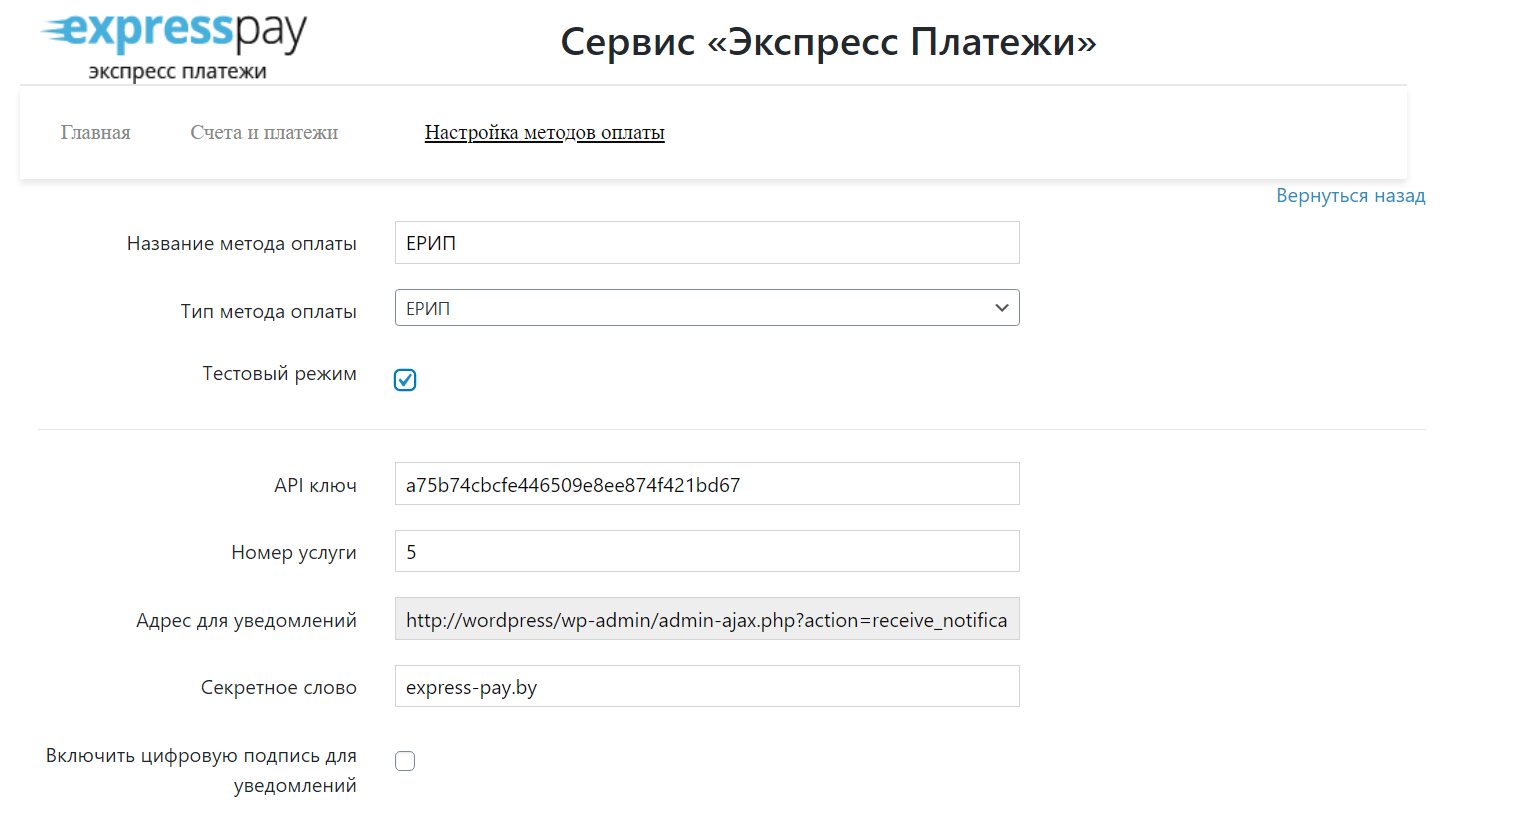 expresspay
экспресс платежи
Сервис «Экспресс Платежи»
Главная Счета и платежи Настройка методов оплаты
Вернуться назад
Название метода оплаты ЕРИП
Тип метода оплаты ЕРИП
Тестовый режим
API ключ a75b74cbcfe446509e8ee874f421bd67
Номер услуги 5
Адрес для уведомлений http://wordpress/wp-admin/admin-ajax.php?action=receive_notifica
Секретное слово express-pay.by
Включить цифровую подпись для
уведомлений